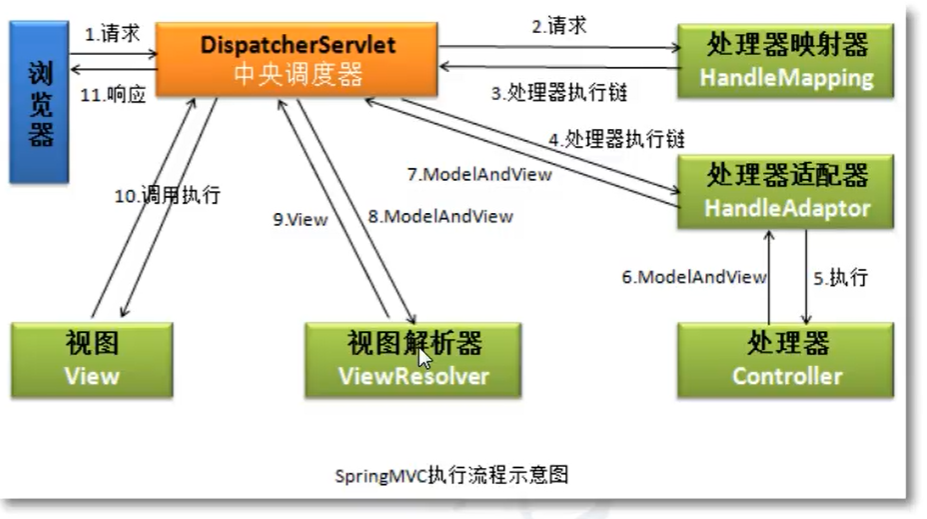 1.请求
2.请求
DispatcherServlet
中央调度器
处理器映射器
HandleMapping
浏览器
11.响应
3.处理器执行链
4.处理器执行链
7.ModelAndView
处理器适配器
HandleAdaptor
10.调用执行
9.View
8.ModelAndView
6.ModelAndView
5.执行
视图
View
视图解析器
ViewResolver
处理器
Controller
SpringMVC执行流程示意图